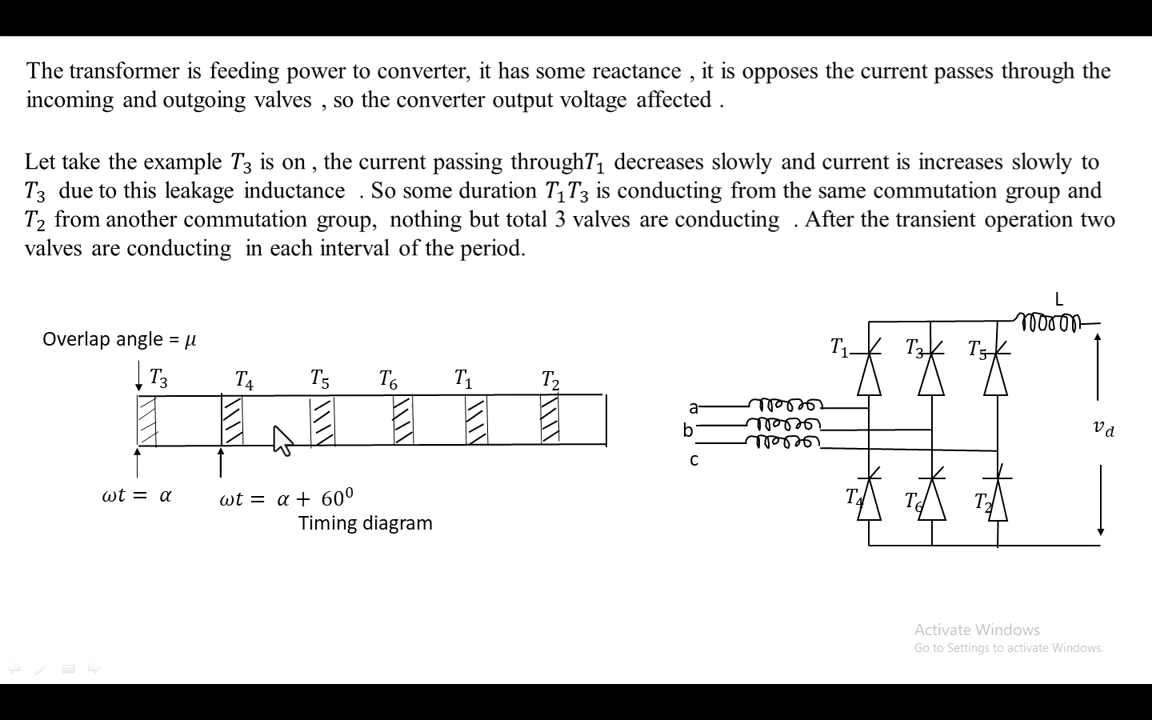 The transformer is feeding power to converter, it has some reactance , it is opposes the current passes through the
incoming and outgoing valves , so the converter output voltage affected .
Let take the example T₃ is on , the current passing throughT₁ decreases slowly and current is increases slowly to
T₃ due to this leakage inductance . So some duration T₁T₃ is conducting from the same commutation group and
T₂ from another commutation group, nothing but total 3 valves are conducting . After the transient operation two
valves are conducting in each interval of the period.
Overlap angle = μ
T₃ T₄ T₅ T₆ T₁ T₂
ωt = α
ωt = α + 60⁰
Timing diagram
L
T₁ T₃ T₅
a
b
c
v_d
T₄ T₆ T₂
Activate Windows
Go to Settings to activate Windows.